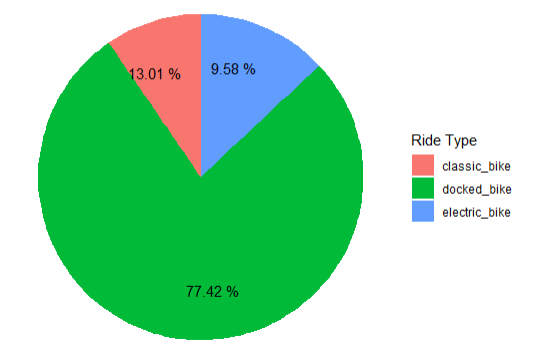 13.01 %
9.58 %
77.42 %
Ride Type
classic_bike
docked_bike
electric_bike